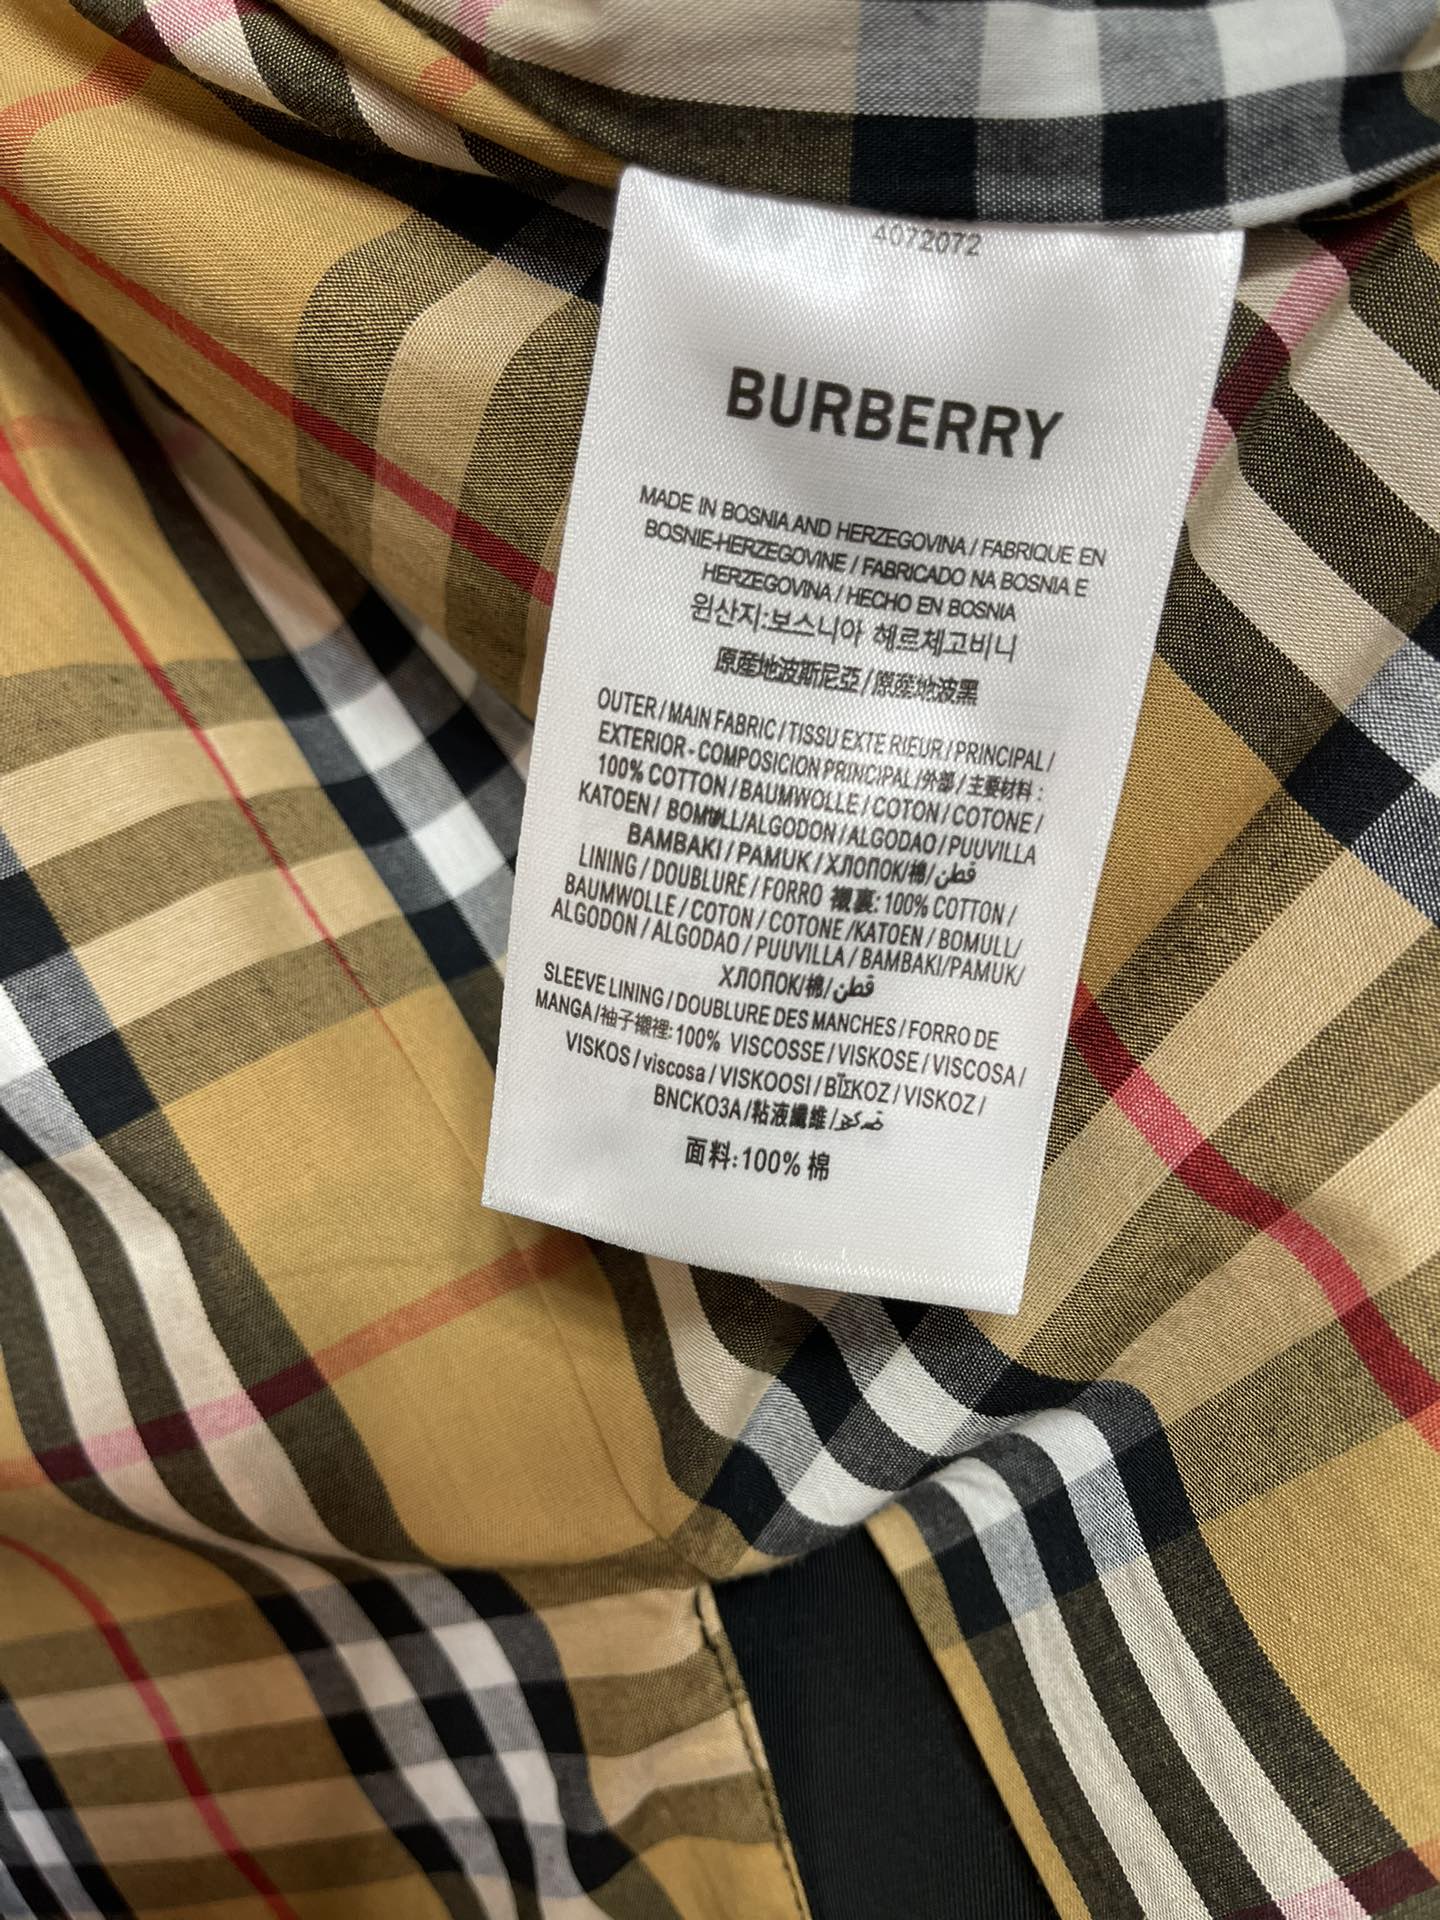 4072072
BURBERRY
MADE IN BOSNIA AND HERZEGOVINA / FABRIQUE EN
BOSNIE-HERZEGOVINE / FABRICADO NA BOSNIA E
HERZEGOVINA / HECHO EN BOSNIA
원산지:보스니아 헤르체고비니
原産地波斯尼亞/原産地波黑
OUTER / MAIN FABRIC / TISSU EXTE RIEUR / PRINCIPAL /
EXTERIOR - COMPOSICION PRINCIPAL /外部 / 主要材料 :
100% COTTON / BAUMWOLLE / COTON / COTONE /
KATOEN / BOMULL/ALGODON / ALGODAO / PUUVILLA
BAMBAKI / PAMUK / ХЛОПОК/棉/قطن
LINING / DOUBLURE / FORRO 襯裏: 100% COTTON /
BAUMWOLLE / COTON / COTONE /KATOEN / BOMULL/
ALGODON / ALGODAO / PUUVILLA / BAMBAKI/PAMUK/
ХЛОПОК/棉/قطن
SLEEVE LINING / DOUBLURE DES MANCHES / FORRO DE
MANGA /袖子襯裡: 100% VISCOSSE / VISKOSE / VISCOSA /
VISKOS / viscosa / VISKOOSI / BÏΣKOZ / VISKOZ /
BNCKO3A /粘液纖維/
面料:100% 棉